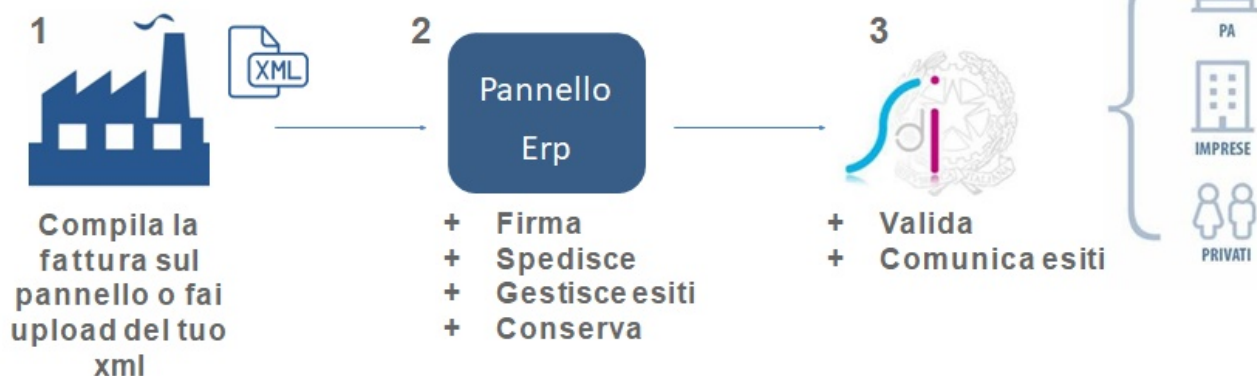 1
XML
Compila la
fattura sul
pannello o fai
upload del tuo
xml
2
Pannello
Erp
+ Firma
+ Spedisce
+ Gestisce esiti
+ Conserva
3
Sdi
+ Valida
+ Comunica esiti
PA
IMPRESE
PRIVATI